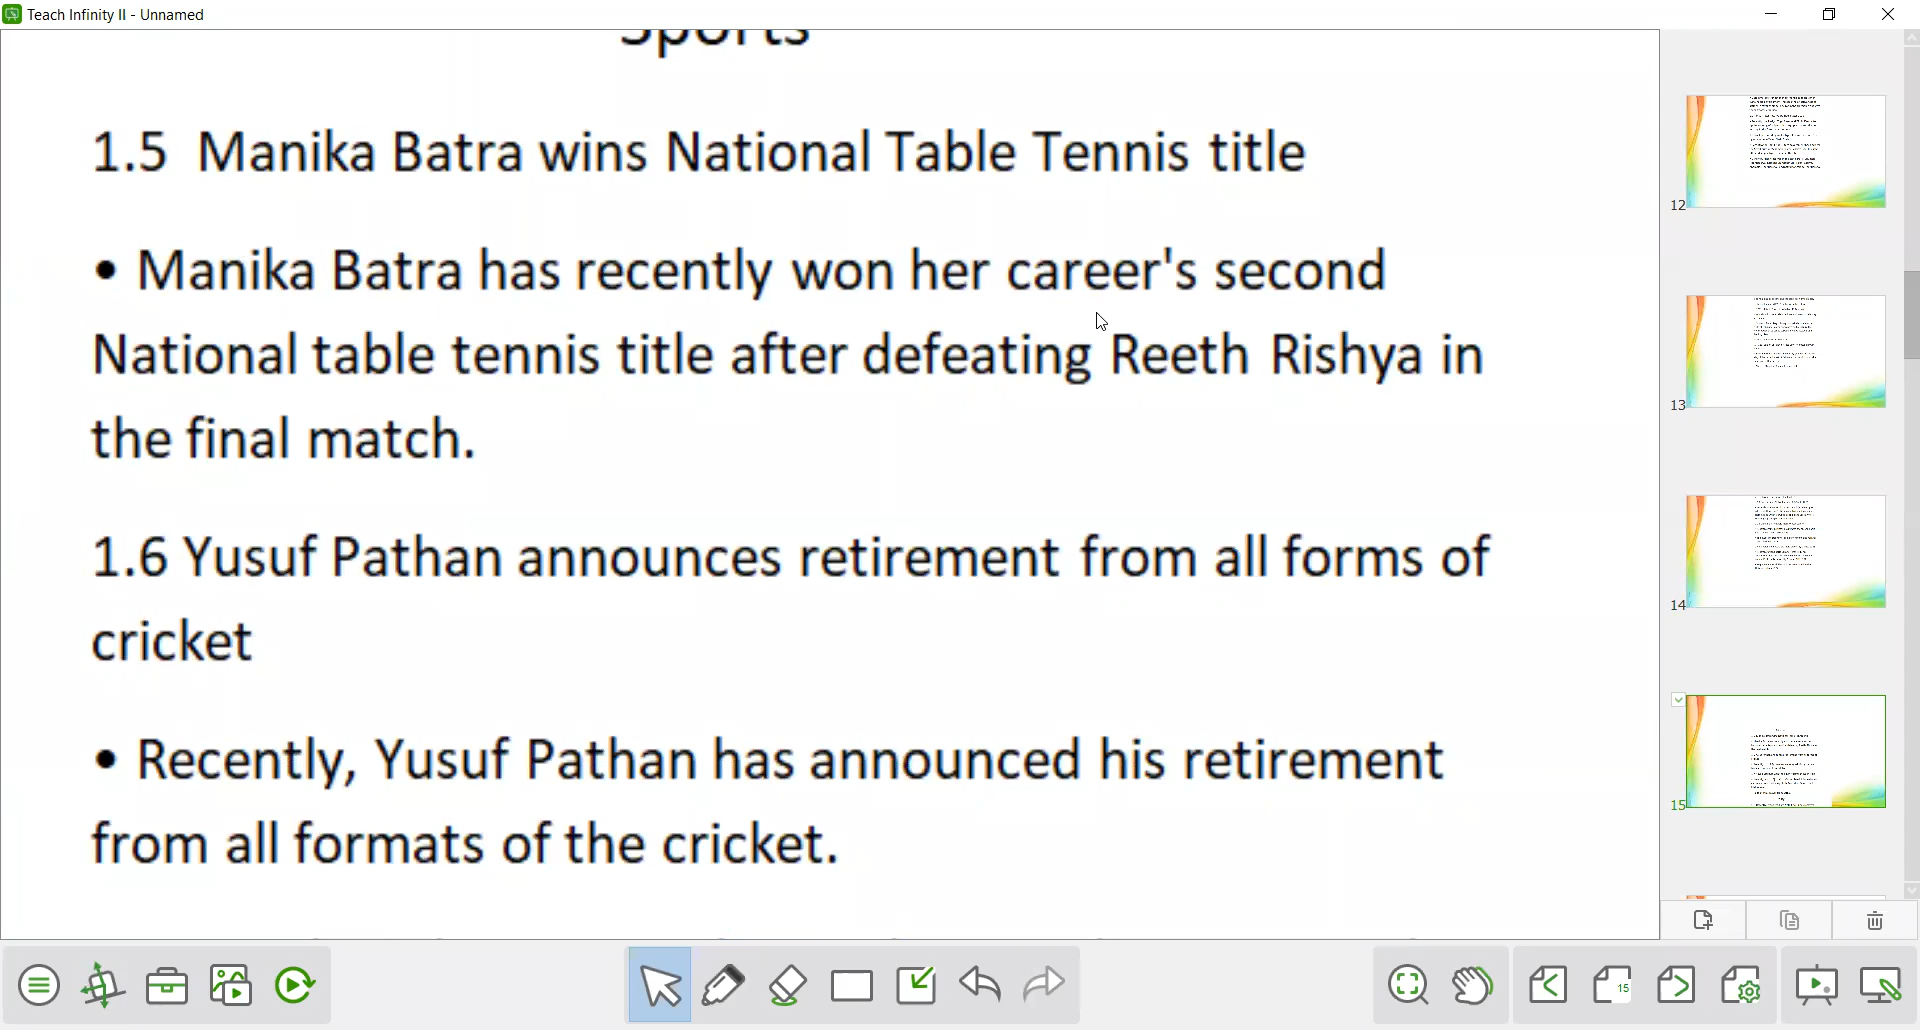 Teach Infinity II - Unnamed
Sports
1.5 Manika Batra wins National Table Tennis title
• Manika Batra has recently won her career's second
National table tennis title after defeating Reeth Rishya in
the final match.
1.6 Yusuf Pathan announces retirement from all forms of
cricket
• Recently, Yusuf Pathan has announced his retirement
from all formats of the cricket.
12
13
14
15
15